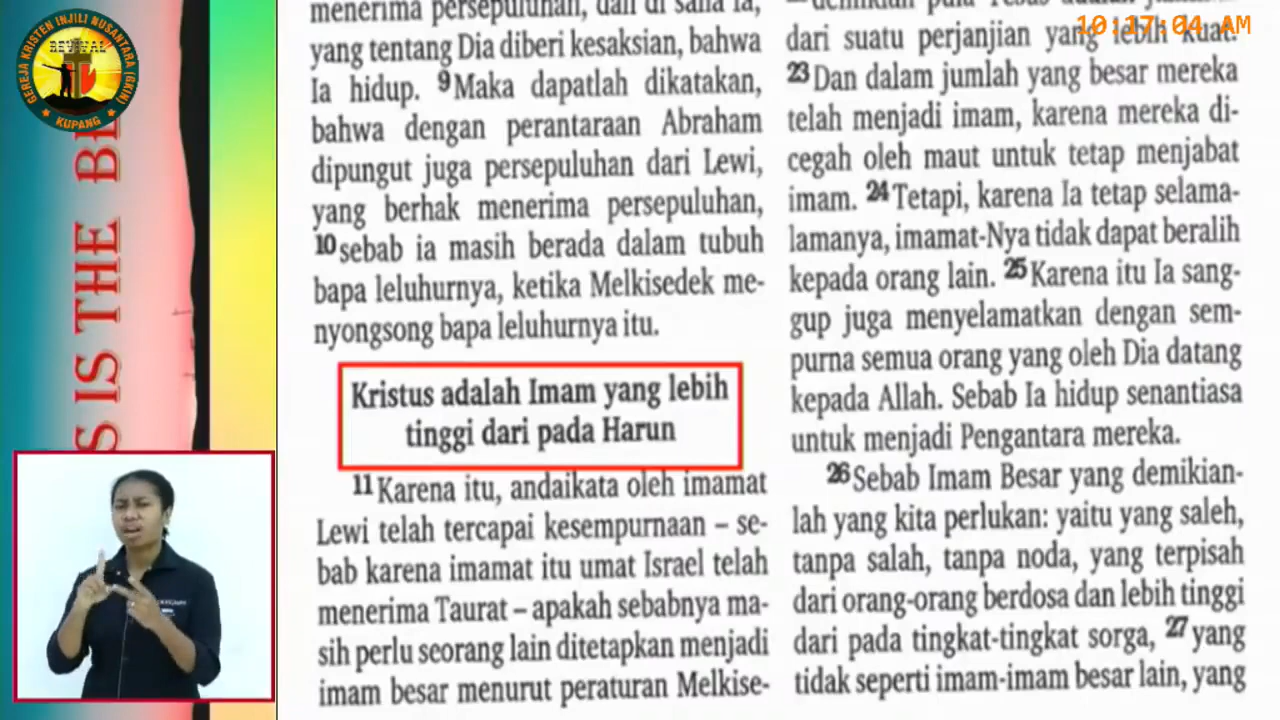 GEREJA KRISTEN INJILI NUSANTARA (GKIN)
REVIVAL
KUPANG
S IS THE
10:17:04 AM
menerima persepuluhan, dan di sana Ia,
yang tentang Dia diberi kesaksian, bahwa
Ia hidup. 9Maka dapatlah dikatakan,
bahwa dengan perantaraan Abraham
dipungut juga persepuluhan dari Lewi,
yang berhak menerima persepuluhan,
10sebab ia masih berada dalam tubuh
bapa leluhurnya, ketika Melkisedek me-
nyongsong bapa leluhurnya itu.
Kristus adalah Imam yang lebih
tinggi dari pada Harun
11Karena itu, andaikata oleh imamat
Lewi telah tercapai kesempurnaan – se-
bab karena imamat itu umat Israel telah
menerima Taurat – apakah sebabnya ma-
sih perlu seorang lain ditetapkan menjadi
imam besar menurut peraturan Melkise-
dari suatu perjanjian yang lebih kuat.
23Dan dalam jumlah yang besar mereka
telah menjadi imam, karena mereka di-
cegah oleh maut untuk tetap menjabat
imam. 24Tetapi, karena Ia tetap selama-
lamanya, imamat-Nya tidak dapat beralih
kepada orang lain. 25Karena itu Ia sang-
gup juga menyelamatkan dengan sem-
purna semua orang yang oleh Dia datang
kepada Allah. Sebab Ia hidup senantiasa
untuk menjadi Pengantara mereka.
26Sebab Imam Besar yang demikian-
lah yang kita perlukan: yaitu yang saleh,
tanpa salah, tanpa noda, yang terpisah
dari orang-orang berdosa dan lebih tinggi
dari pada tingkat-tingkat sorga, 27yang
tidak seperti imam-imam besar lain, yang